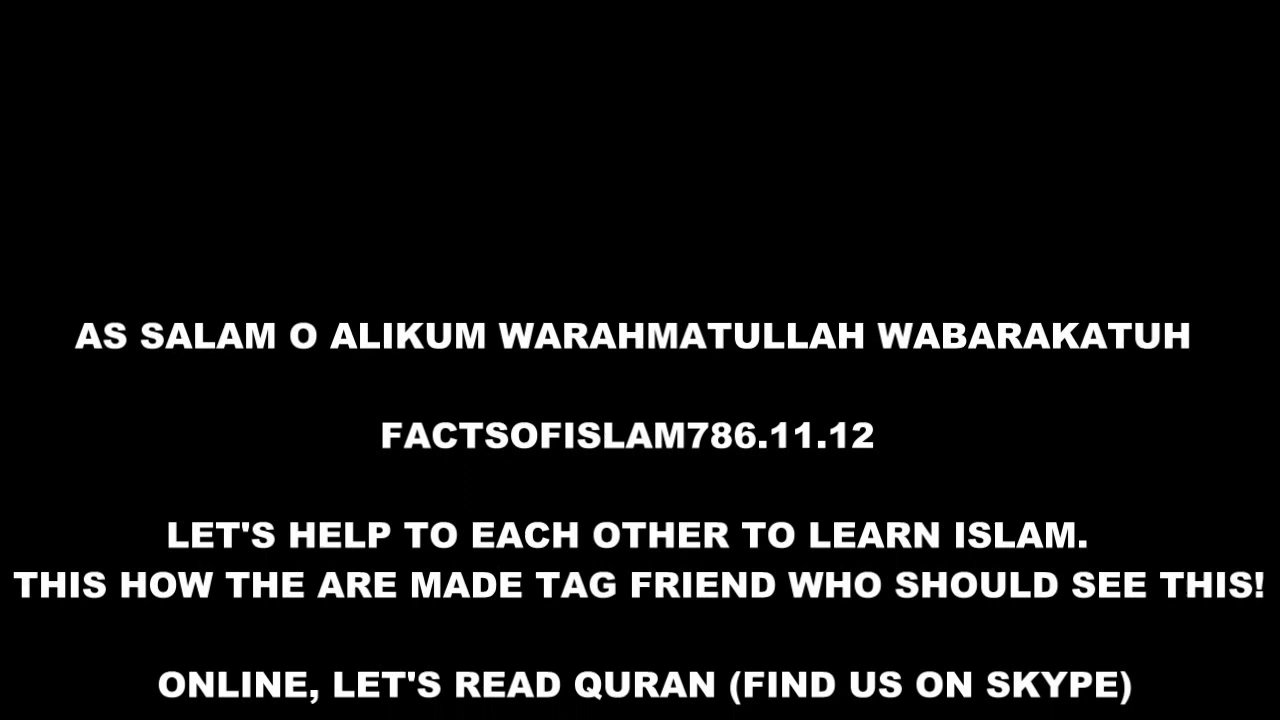 AS SALAM O ALIKUM WARAHMATULLAH WABARAKATUH
FACTSOFISLAM786.11.12
LET'S HELP TO EACH OTHER TO LEARN ISLAM.
THIS HOW THE ARE MADE TAG FRIEND WHO SHOULD SEE THIS!
ONLINE, LET'S READ QURAN (FIND US ON SKYPE)